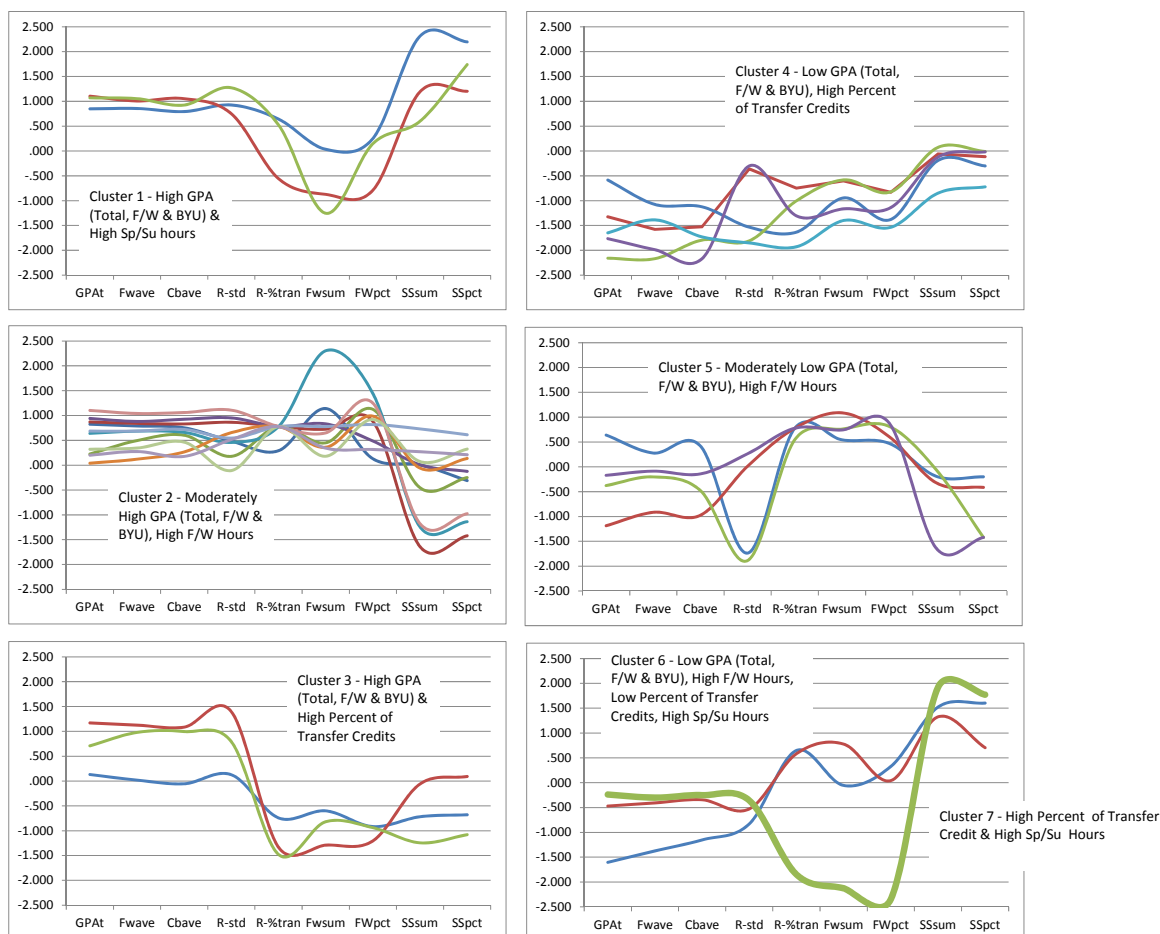 2.500
2.000
1.500
1.000
.500
.000
-.500
-1.000
-1.500
-2.000
-2.500
Cluster 1 - High GPA
(Total, F/W & BYU) &
High Sp/Su hours
GPAt Fwave Cbave R-std R-%tran Fwsum FWpct SSsum SSpct
2.500
2.000
1.500
1.000
.500
.000
-.500
-1.000
-1.500
-2.000
-2.500
Cluster 4 - Low GPA (Total,
F/W & BYU), High Percent
of Transfer Credits
GPAt Fwave Cbave R-std R-%tran Fwsum FWpct SSsum SSpct
2.500
2.000
1.500
1.000
.500
.000
-.500
-1.000
-1.500
-2.000
-2.500
Cluster 2 - Moderately
High GPA (Total, F/W &
BYU), High F/W Hours
GPAt Fwave Cbave R-std R-%tran Fwsum FWpct SSsum SSpct
2.500
2.000
1.500
1.000
.500
.000
-.500
-1.000
-1.500
-2.000
-2.500
Cluster 5 - Moderately Low GPA (Total,
F/W & BYU), High F/W Hours
GPAt Fwave Cbave R-std R-%tran Fwsum FWpct SSsum SSpct
2.500
2.000
1.500
1.000
.500
.000
-.500
-1.000
-1.500
-2.000
-2.500
Cluster 3 - High GPA
(Total, F/W & BYU) &
High Percent of
Transfer Credits
GPAt Fwave Cbave R-std R-%tran Fwsum FWpct SSsum SSpct
2.500
2.000
1.500
1.000
.500
.000
-.500
-1.000
-1.500
-2.000
-2.500
Cluster 6 - Low GPA (Total,
F/W & BYU), High F/W Hours,
Low Percent of Transfer
Credits, High Sp/Su Hours
Cluster 7 - High Percent of Transfer
Credit & High Sp/Su Hours
GPAt Fwave Cbave R-std R-%tran Fwsum FWpct SSsum SSpct